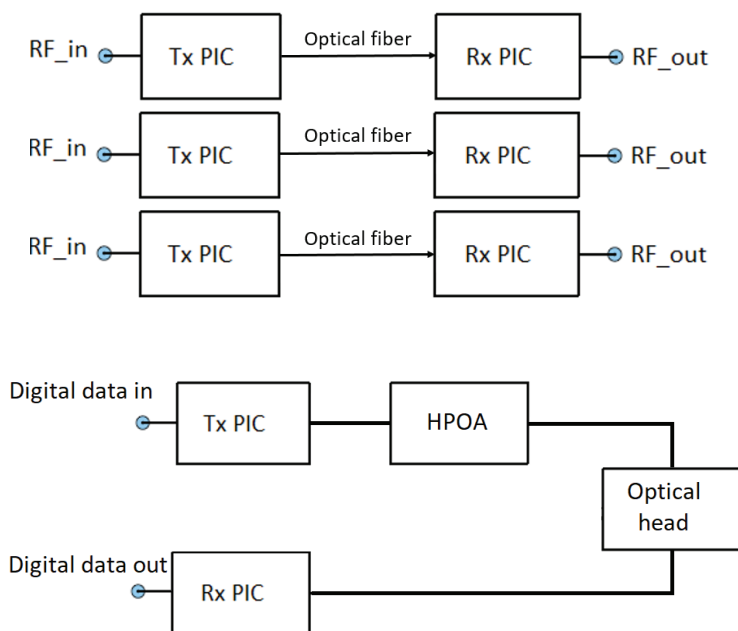 RF_in
Tx PIC
Optical fiber
Rx PIC
RF_out
RF_in
Tx PIC
Optical fiber
Rx PIC
RF_out
RF_in
Tx PIC
Optical fiber
Rx PIC
RF_out
Digital data in
Tx PIC
HPOA
Optical
head
Digital data out
Rx PIC